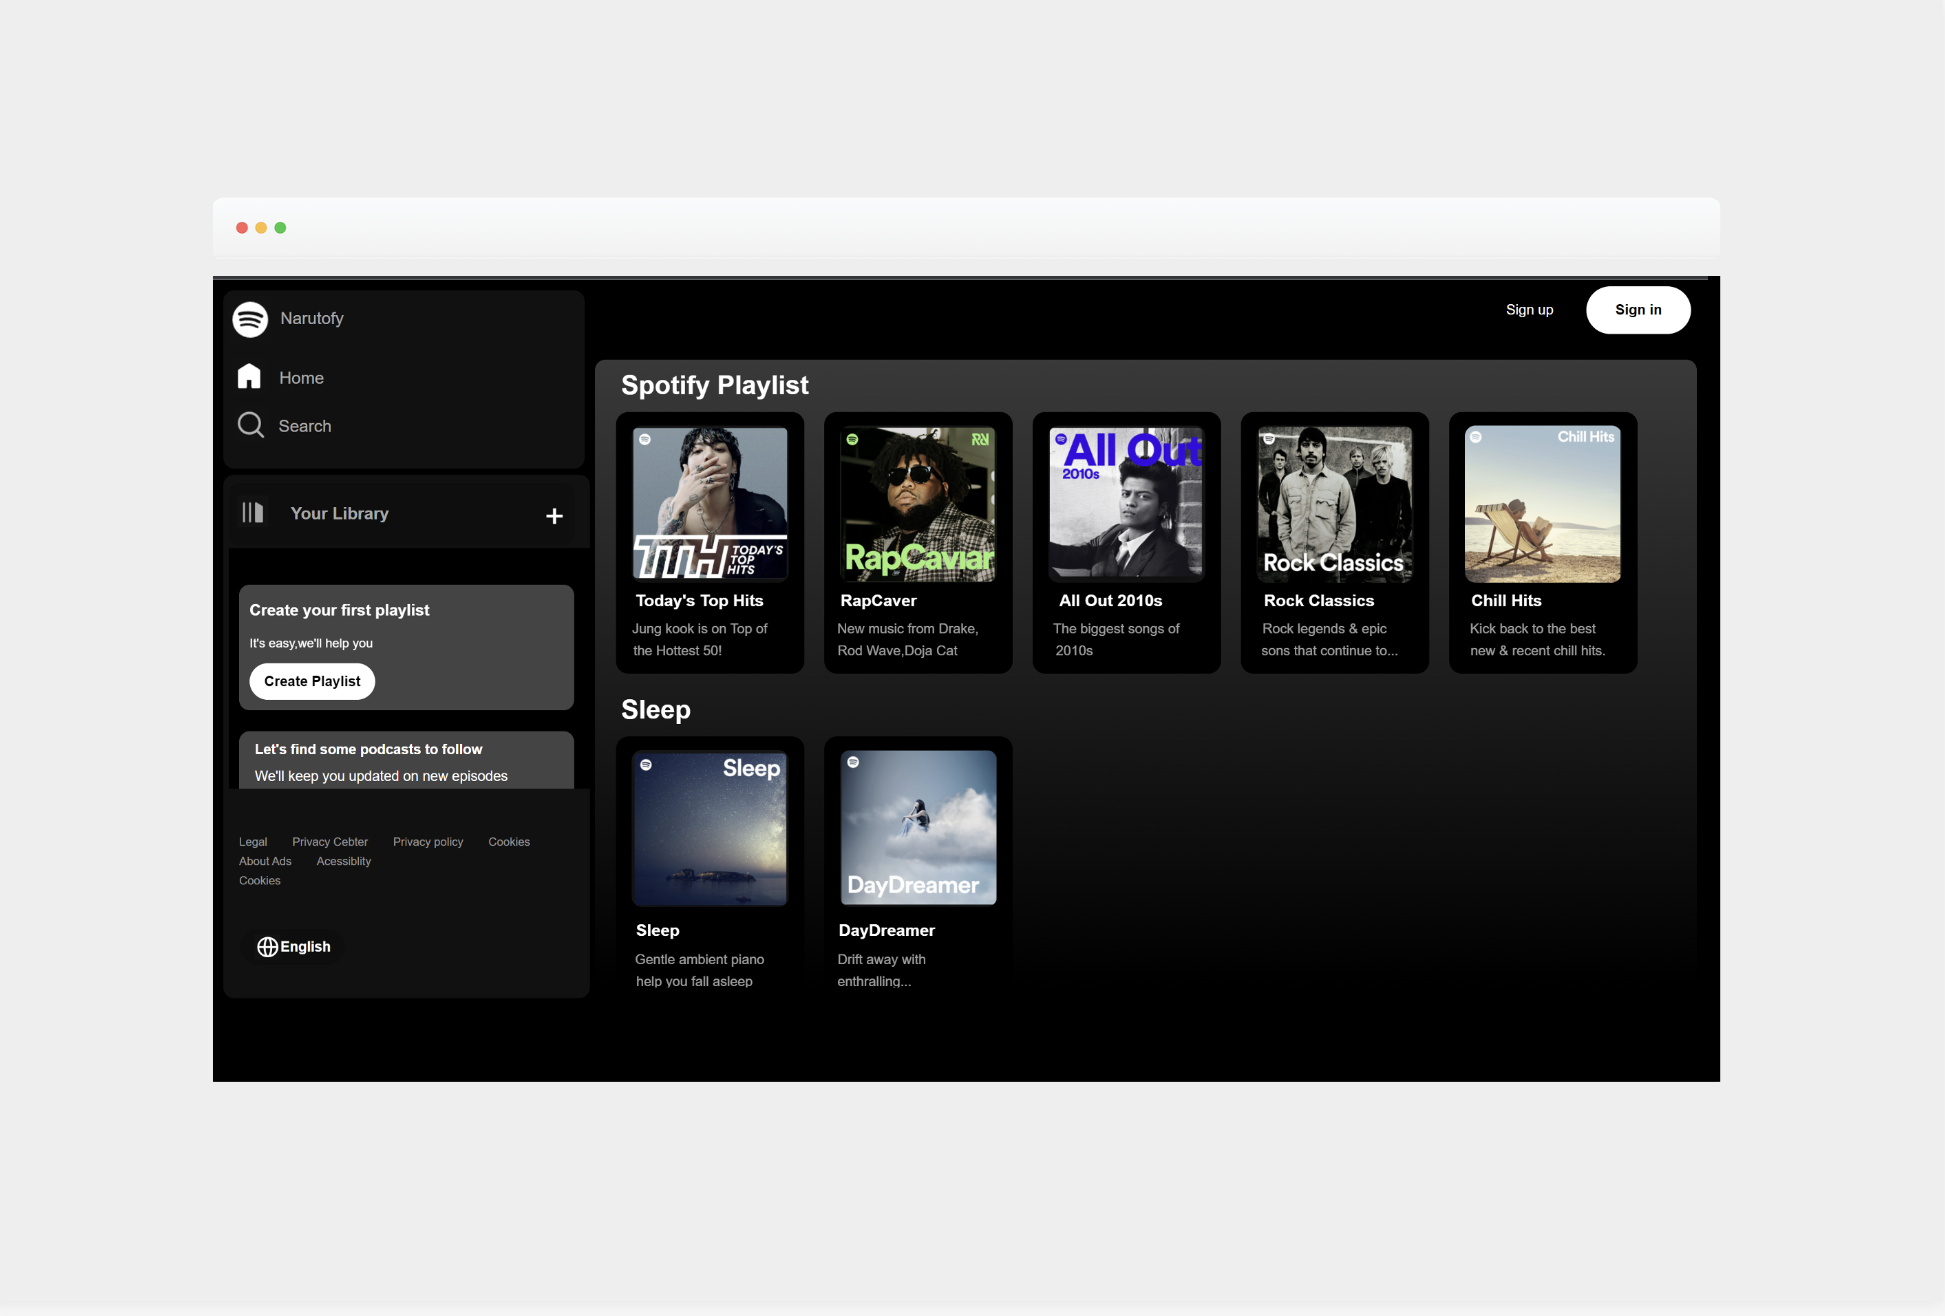 Narutofy
Home
Search
Your Library
Create your first playlist
It's easy,we'll help you
Create Playlist
Let's find some podcasts to follow
We'll keep you updated on new episodes
Legal Privacy Cebter Privacy policy Cookies
About Ads Acessiblity
Cookies
English
Sign up Sign in
Spotify Playlist
TTH TODAY'S
TOP
HITS
Today's Top Hits
Jung kook is on Top of
the Hottest 50!
RapCaviar
RapCaver
New music from Drake,
Rod Wave,Doja Cat
All Out
2010s
All Out 2010s
The biggest songs of
2010s
Rock Classics
Rock Classics
Rock legends & epic
sons that continue to...
Chill Hits
Chill Hits
Kick back to the best
new & recent chill hits.
Sleep
Sleep
Sleep
Gentle ambient piano
help you fall asleep
DayDreamer
DayDreamer
Drift away with
enthralling...